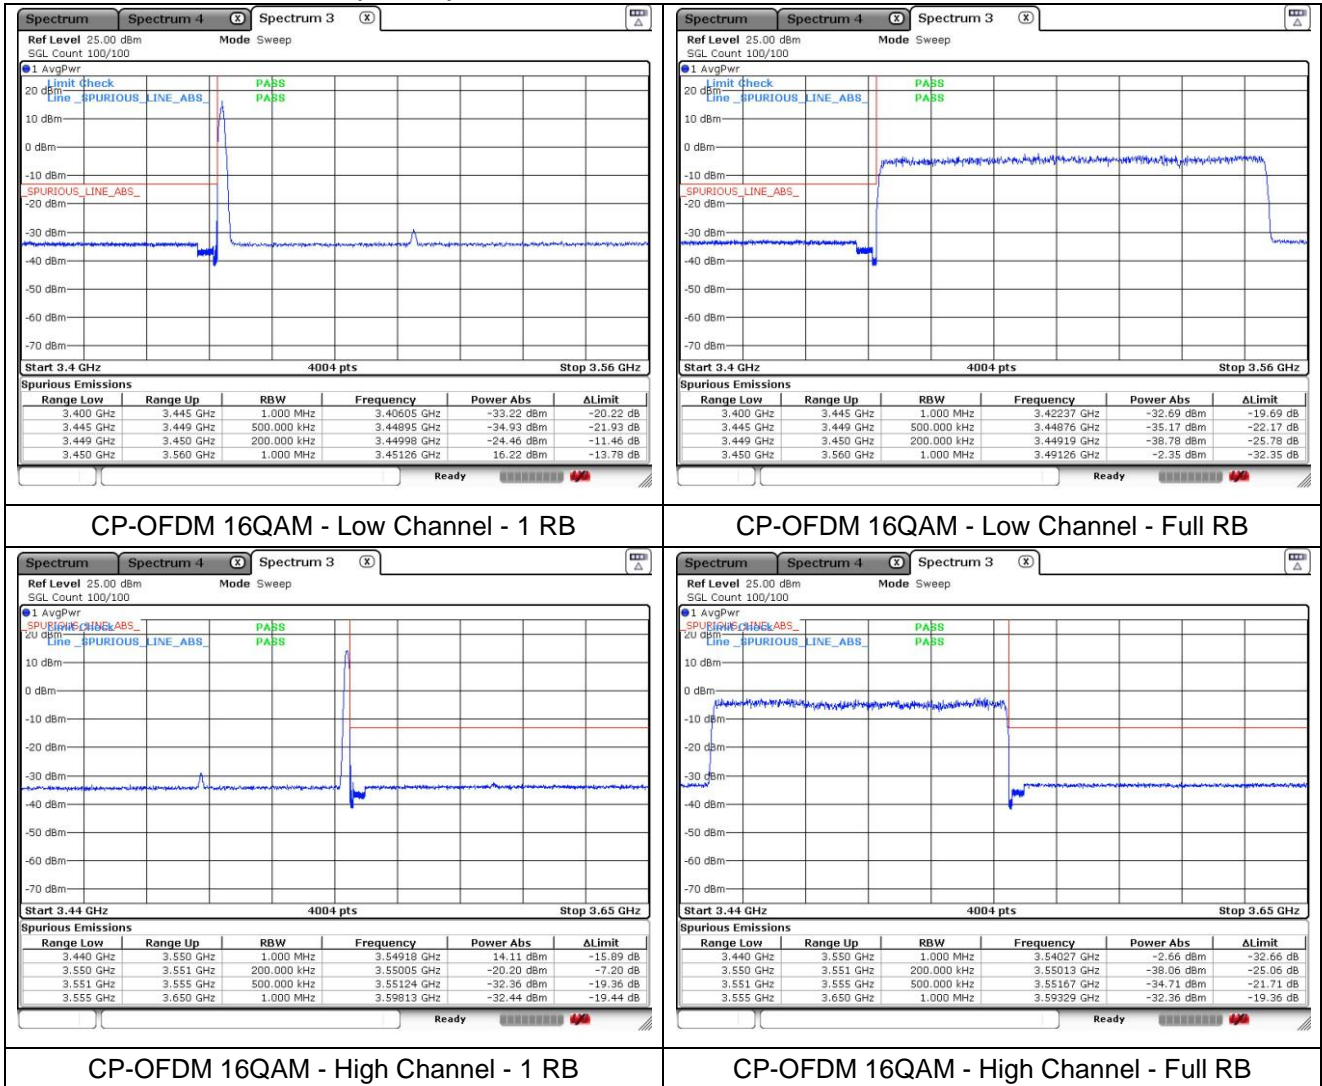 Spectrum Spectrum 4 X Spectrum 3 X
Ref Level 25.00 dBm Mode Sweep
SGL Count 100/100
1 AvgPwr
Limit Check PASS
20 dBm
Line _SPURIOUS_LINE_ABS_ PASS
10 dBm
0 dBm
-10 dBm
_SPURIOUS_LINE_ABS_
-20 dBm
-30 dBm
-40 dBm
-50 dBm
-60 dBm
-70 dBm
Start 3.4 GHz 4004 pts Stop 3.56 GHz
Spurious Emissions
Range Low Range Up RBW Frequency Power Abs ΔLimit
3.400 GHz 3.445 GHz 1.000 MHz 3.40605 GHz -33.22 dBm -20.22 dB
3.445 GHz 3.449 GHz 500.000 kHz 3.44895 GHz -34.93 dBm -21.93 dB
3.449 GHz 3.450 GHz 200.000 kHz 3.44998 GHz -24.46 dBm -11.46 dB
3.450 GHz 3.560 GHz 1.000 MHz 3.45126 GHz 16.22 dBm -13.78 dB
Ready
CP-OFDM 16QAM - Low Channel - 1 RB
Spectrum Spectrum 4 X Spectrum 3 X
Ref Level 25.00 dBm Mode Sweep
SGL Count 100/100
1 AvgPwr
Limit Check PASS
20 dBm
Line _SPURIOUS_LINE_ABS_ PASS
10 dBm
0 dBm
-10 dBm
_SPURIOUS_LINE_ABS_
-20 dBm
-30 dBm
-40 dBm
-50 dBm
-60 dBm
-70 dBm
Start 3.4 GHz 4004 pts Stop 3.56 GHz
Spurious Emissions
Range Low Range Up RBW Frequency Power Abs ΔLimit
3.400 GHz 3.445 GHz 1.000 MHz 3.42237 GHz -32.69 dBm -19.69 dB
3.445 GHz 3.449 GHz 500.000 kHz 3.44876 GHz -35.17 dBm -22.17 dB
3.449 GHz 3.450 GHz 200.000 kHz 3.44919 GHz -38.78 dBm -25.78 dB
3.450 GHz 3.560 GHz 1.000 MHz 3.49126 GHz -2.35 dBm -32.35 dB
Ready
CP-OFDM 16QAM - Low Channel - Full RB
Spectrum Spectrum 4 X Spectrum 3 X
Ref Level 25.00 dBm Mode Sweep
SGL Count 100/100
1 AvgPwr
_SPURIOUS_LINE_ABS_
Limit Check PASS
20 dBm
Line _SPURIOUS_LINE_ABS_ PASS
10 dBm
0 dBm
-10 dBm
-20 dBm
-30 dBm
-40 dBm
-50 dBm
-60 dBm
-70 dBm
Start 3.44 GHz 4004 pts Stop 3.65 GHz
Spurious Emissions
Range Low Range Up RBW Frequency Power Abs ΔLimit
3.440 GHz 3.550 GHz 1.000 MHz 3.54918 GHz 14.11 dBm -15.89 dB
3.550 GHz 3.551 GHz 200.000 kHz 3.55005 GHz -20.20 dBm -7.20 dB
3.551 GHz 3.555 GHz 500.000 kHz 3.55124 GHz -32.36 dBm -19.36 dB
3.555 GHz 3.650 GHz 1.000 MHz 3.59813 GHz -32.44 dBm -19.44 dB
Ready
CP-OFDM 16QAM - High Channel - 1 RB
Spectrum Spectrum 4 X Spectrum 3 X
Ref Level 25.00 dBm Mode Sweep
SGL Count 100/100
1 AvgPwr
_SPURIOUS_LINE_ABS_
Limit Check PASS
20 dBm
Line _SPURIOUS_LINE_ABS_ PASS
10 dBm
0 dBm
-10 dBm
-20 dBm
-30 dBm
-40 dBm
-50 dBm
-60 dBm
-70 dBm
Start 3.44 GHz 4004 pts Stop 3.65 GHz
Spurious Emissions
Range Low Range Up RBW Frequency Power Abs ΔLimit
3.440 GHz 3.550 GHz 1.000 MHz 3.54027 GHz -2.66 dBm -32.66 dB
3.550 GHz 3.551 GHz 200.000 kHz 3.55013 GHz -38.06 dBm -25.06 dB
3.551 GHz 3.555 GHz 500.000 kHz 3.55167 GHz -34.71 dBm -21.71 dB
3.555 GHz 3.650 GHz 1.000 MHz 3.59329 GHz -32.36 dBm -19.36 dB
Ready
CP-OFDM 16QAM - High Channel - Full RB